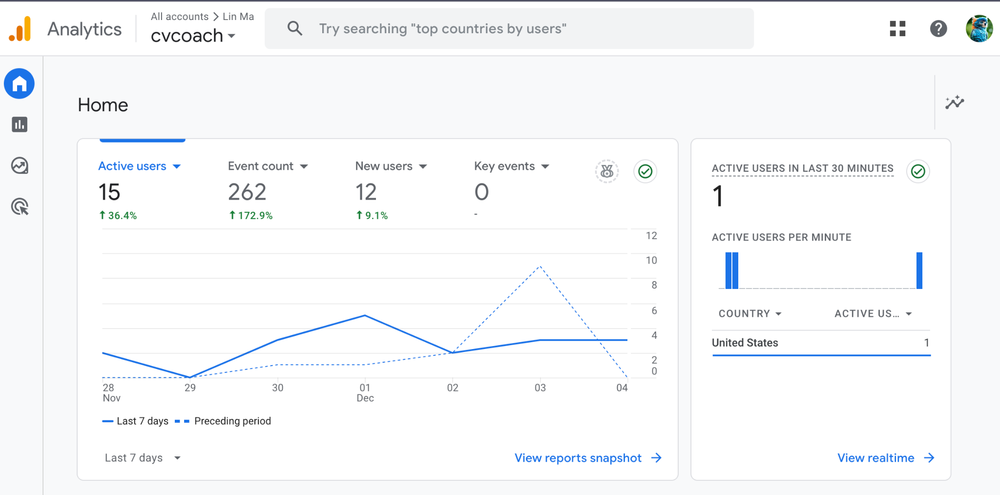 Analytics
All accounts > Lin Ma
cvcoach
Try searching "top countries by users"
Home
Active users
15
36.4%
Event count
262
172.9%
New users
12
9.1%
Key events
0
-
12
10
8
6
4
2
0
28
Nov
29
30
01
Dec
02
03
04
Last 7 days
Preceding period
Last 7 days
View reports snapshot
ACTIVE USERS IN LAST 30 MINUTES
1
ACTIVE USERS PER MINUTE
COUNTRY
ACTIVE US...
United States 1
View realtime